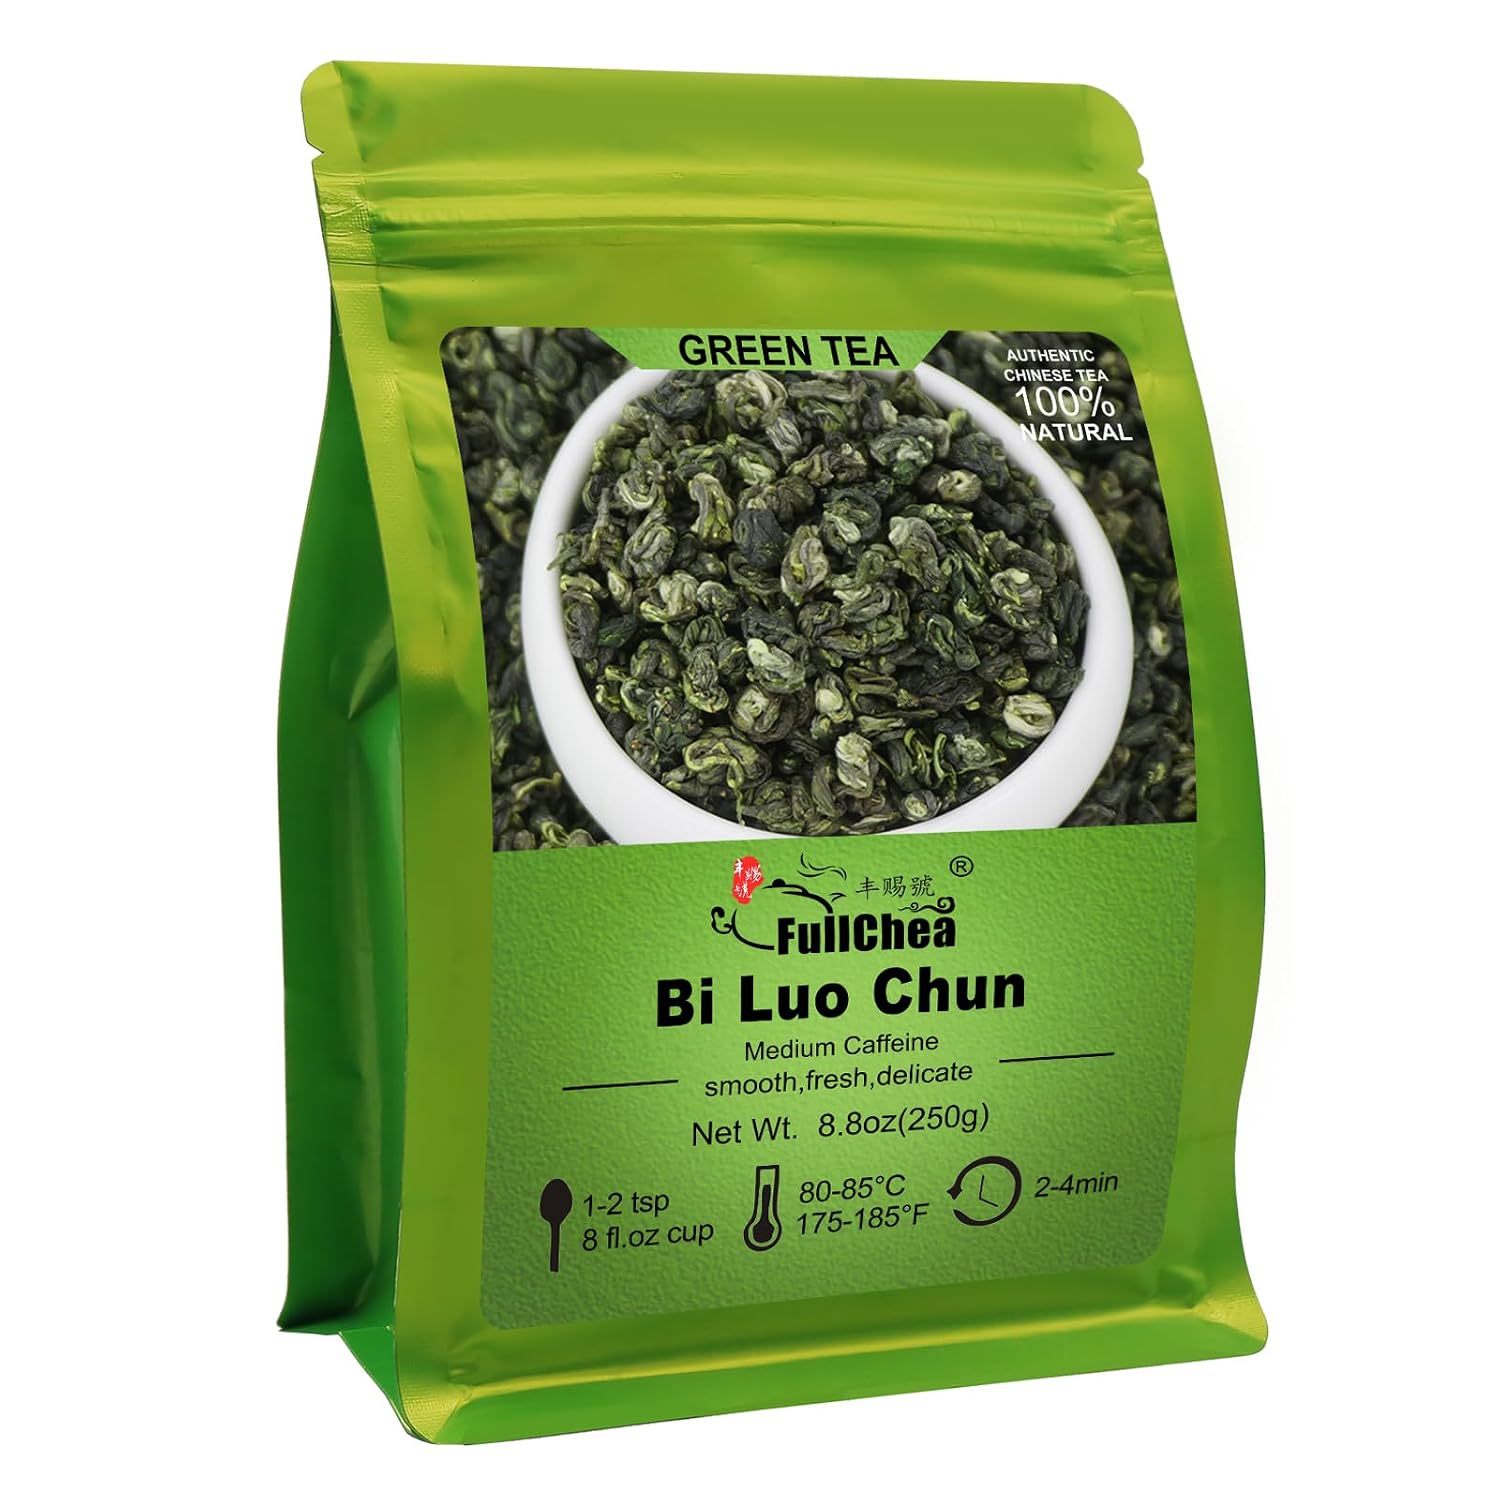 GREEN TEA
AUTHENTIC
CHINESE TEA
100%
NATURAL
丰赐號
®
FullChea
Bi Luo Chun
Medium Caffeine
smooth,fresh,delicate
Net Wt. 8.8oz(250g)
1-2 tsp
8 fl.oz cup
80-85°C
175-185°F
2-4min